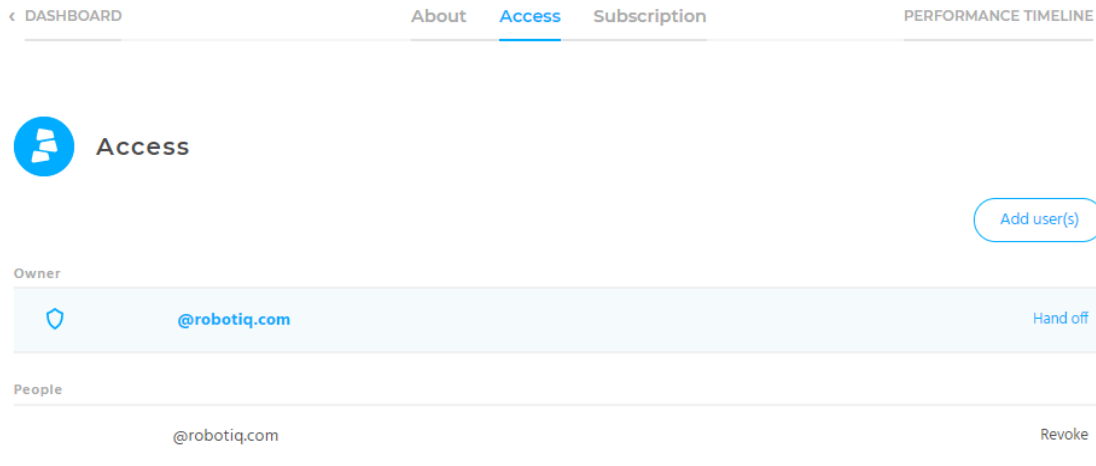 ‹ DASHBOARD About Access Subscription PERFORMANCE TIMELINE
Access
Add user(s)
Owner
@robotiq.com Hand off
People
@robotiq.com Revoke